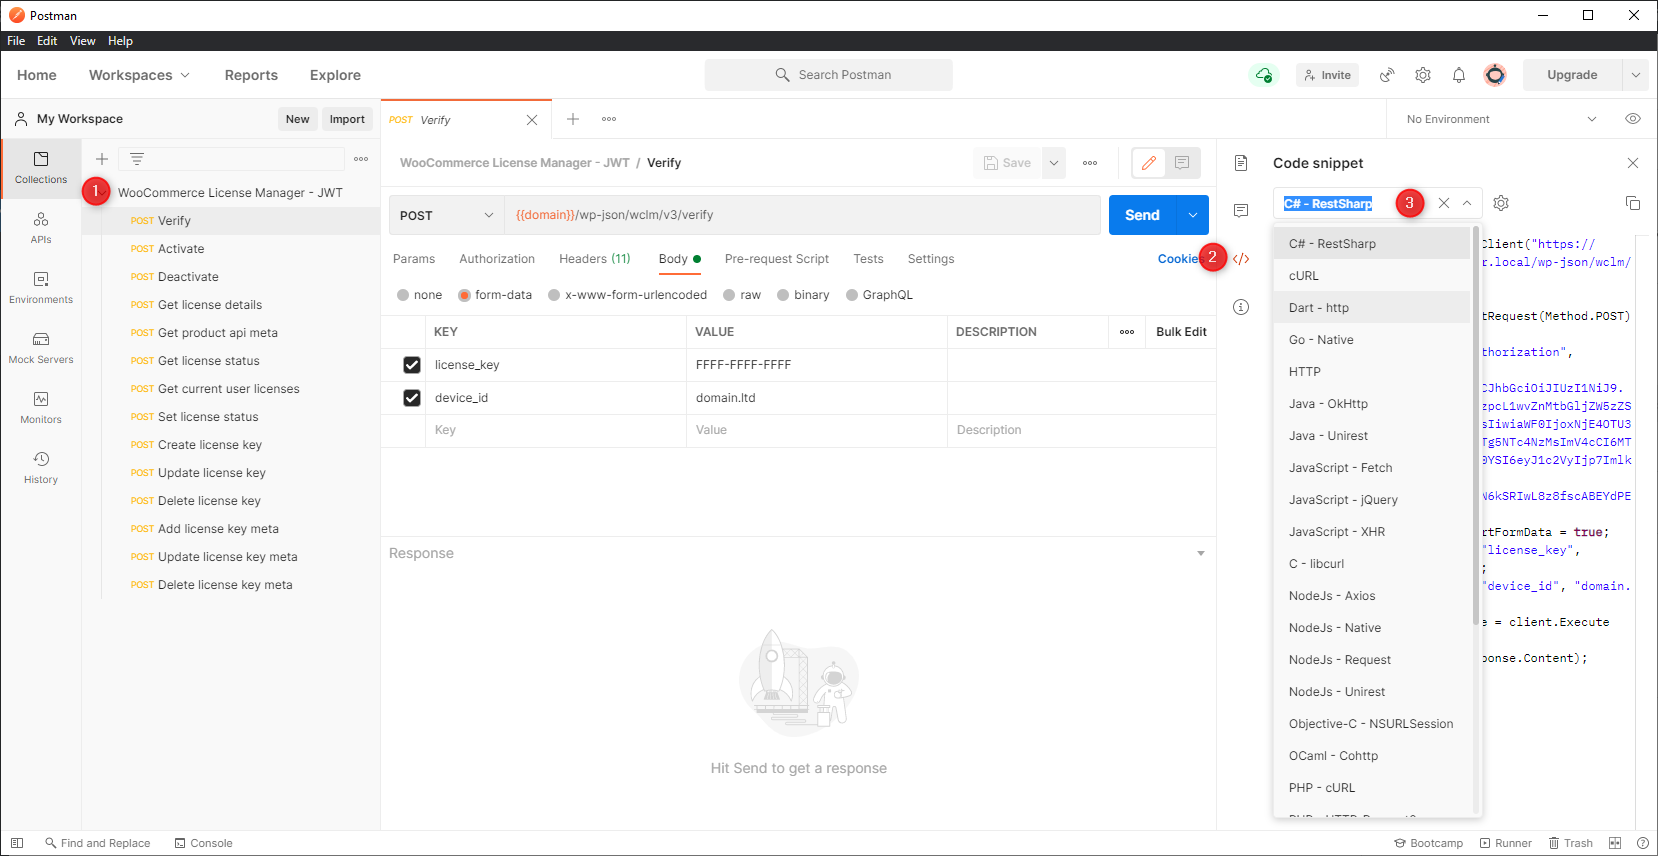 Postman
File Edit View Help
Home Workspaces Reports Explore Search Postman Invite Upgrade
My Workspace New Import POST Verify No Environment
WooCommerce License Manager - JWT / Verify Save Code snippet
Collections
APIs
Environments
Mock Servers
Monitors
History
1 WooCommerce License Manager - JWT
POST Verify
POST Activate
POST Deactivate
POST Get license details
POST Get product api meta
POST Get license status
POST Get current user licenses
POST Set license status
POST Create license key
POST Update license key
POST Delete license key
POST Add license key meta
POST Update license key meta
POST Delete license key meta
POST {{domain}}/wp-json/wclm/v3/verify Send
Params Authorization Headers (11) Body Pre-request Script Tests Settings Cookies 2 </>
none form-data x-www-form-urlencoded raw binary GraphQL
KEY VALUE DESCRIPTION Bulk Edit
license_key FFFF-FFFF-FFFF
device_id domain.ltd
Key Value Description
Response
Hit Send to get a response
C# - RestSharp 3
C# - RestSharp
cURL
Dart - http
Go - Native
HTTP
Java - OkHttp
Java - Unirest
JavaScript - Fetch
JavaScript - jQuery
JavaScript - XHR
C - libcurl
NodeJs - Axios
NodeJs - Native
NodeJs - Request
NodeJs - Unirest
Objective-C - NSURLSession
OCaml - Cohttp
PHP - cURL
Client("https://
r.local/wp-json/wclm/
tRequest(Method.POST)
thorization",
CJhbGciOiJIUzI1NiJ9.
zpcL1wvZnMtbGljZW5zZS
sIiwiaWF0IjoxNjE4OTU3
Tg5NTc4NzMsImV4cCI6MT
0YSI6eyJ1c2VyIjp7Imlk
N6kSRIwL8z8fscABEYdPE
rtFormData = true;
"license_key",
;
"device_id", "domain.
e = client.Execute
onse.Content);
Find and Replace Console Bootcamp Runner Trash